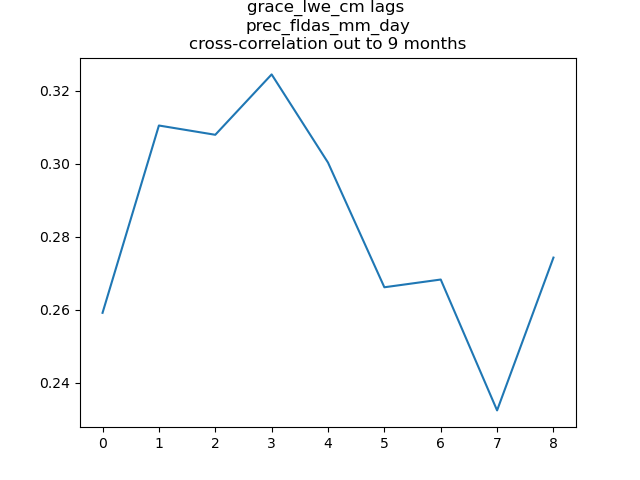 grace_lwe_cm lags
prec_fldas_mm_day
cross-correlation out to 9 months
0.32
0.30
0.28
0.26
0.24
0 1 2 3 4 5 6 7 8